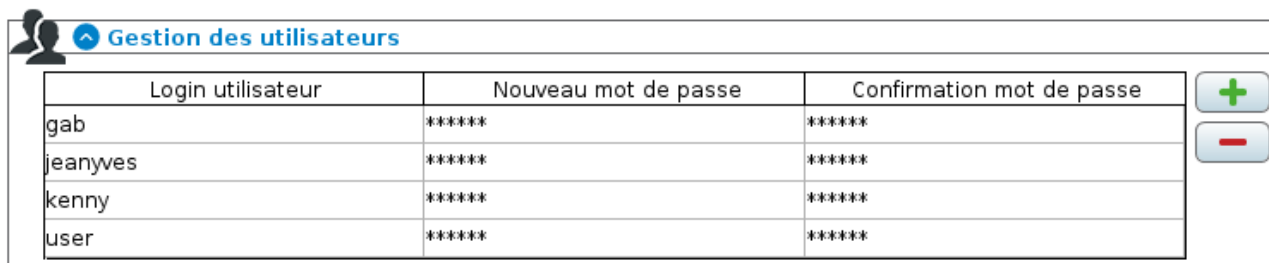 Gestion des utilisateurs
Login utilisateur Nouveau mot de passe Confirmation mot de passe
gab ****** ******
jeanyves ****** ******
kenny ****** ******
user ****** ******